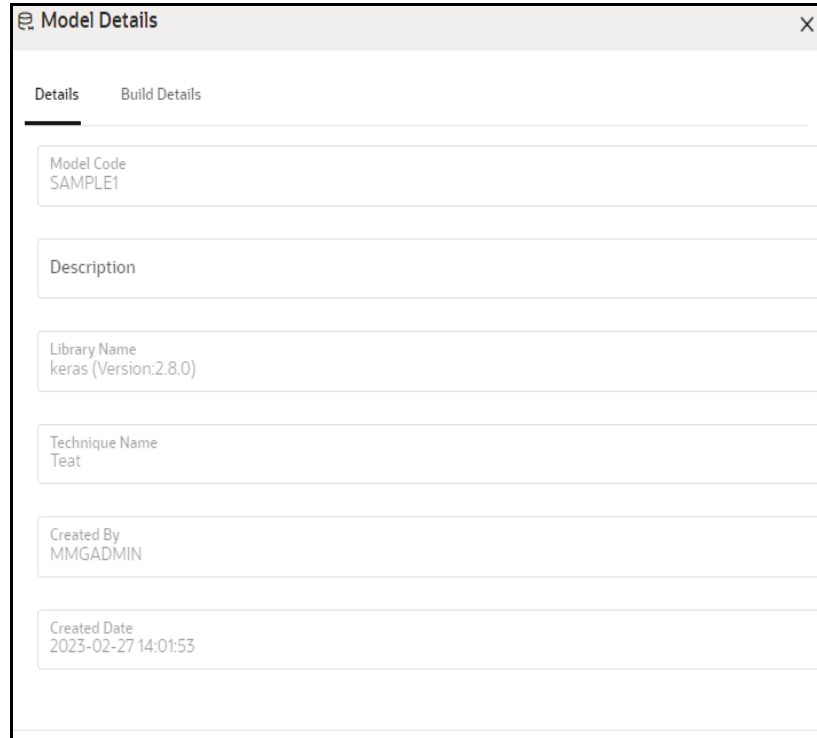 Model Details
Details Build Details
Model Code
SAMPLE1
Description
Library Name
keras (Version:2.8.0)
Technique Name
Teat
Created By
MMGADMIN
Created Date
2023-02-27 14:01:53